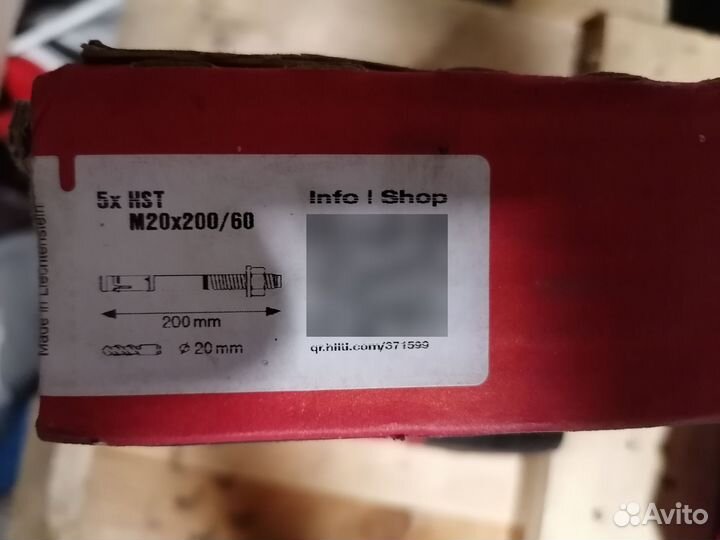 5x HST
M20x200/60
Info | Shop
200 mm
ø 20 mm
qr.hilti.com/371599
Made in Liechtenstein
Avito